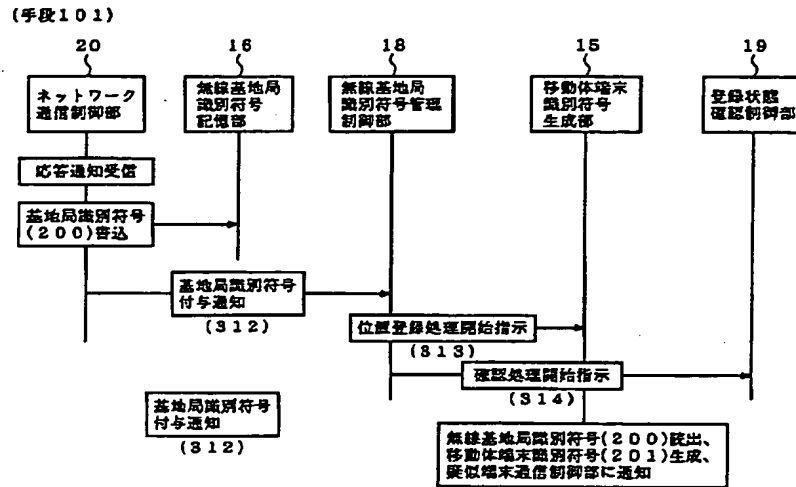 (手段101)
20
16
18
15
19
ネットワーク
通信制御部
無線基地局
識別符号
記憶部
無線基地局
識別符号管理
制御部
移動体端末
識別符号
生成部
登録状態
確認制御部
応答通知受信
基地局識別符号
(200)書込
基地局識別符号
付与通知
(312)
位置登録処理開始指示
(313)
確認処理開始指示
(314)
基地局識別符号
付与通知
(312)
無線基地局識別符号(200)読出、
移動体端末識別符号(201)生成、
疑似端末通信制御部に通知